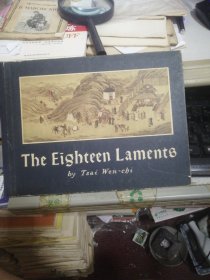 The Eighteen Laments
by Tsai Wen-chi